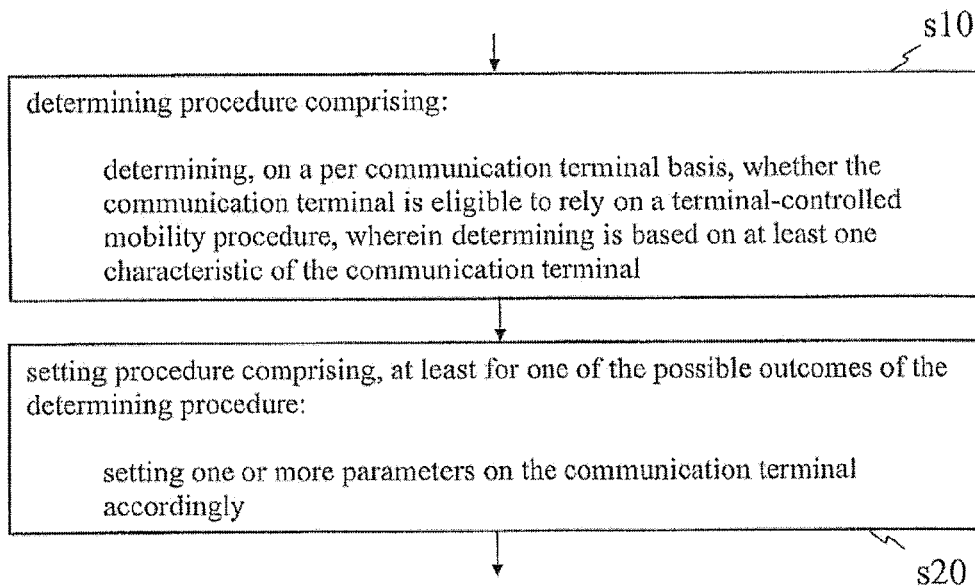 s10
determining procedure comprising:
determining, on a per communication terminal basis, whether the
communication terminal is eligible to rely on a terminal-controlled
mobility procedure, wherein determining is based on at least one
characteristic of the communication terminal
setting procedure comprising, at least for one of the possible outcomes of the
determining procedure:
setting one or more parameters on the communication terminal
accordingly
s20